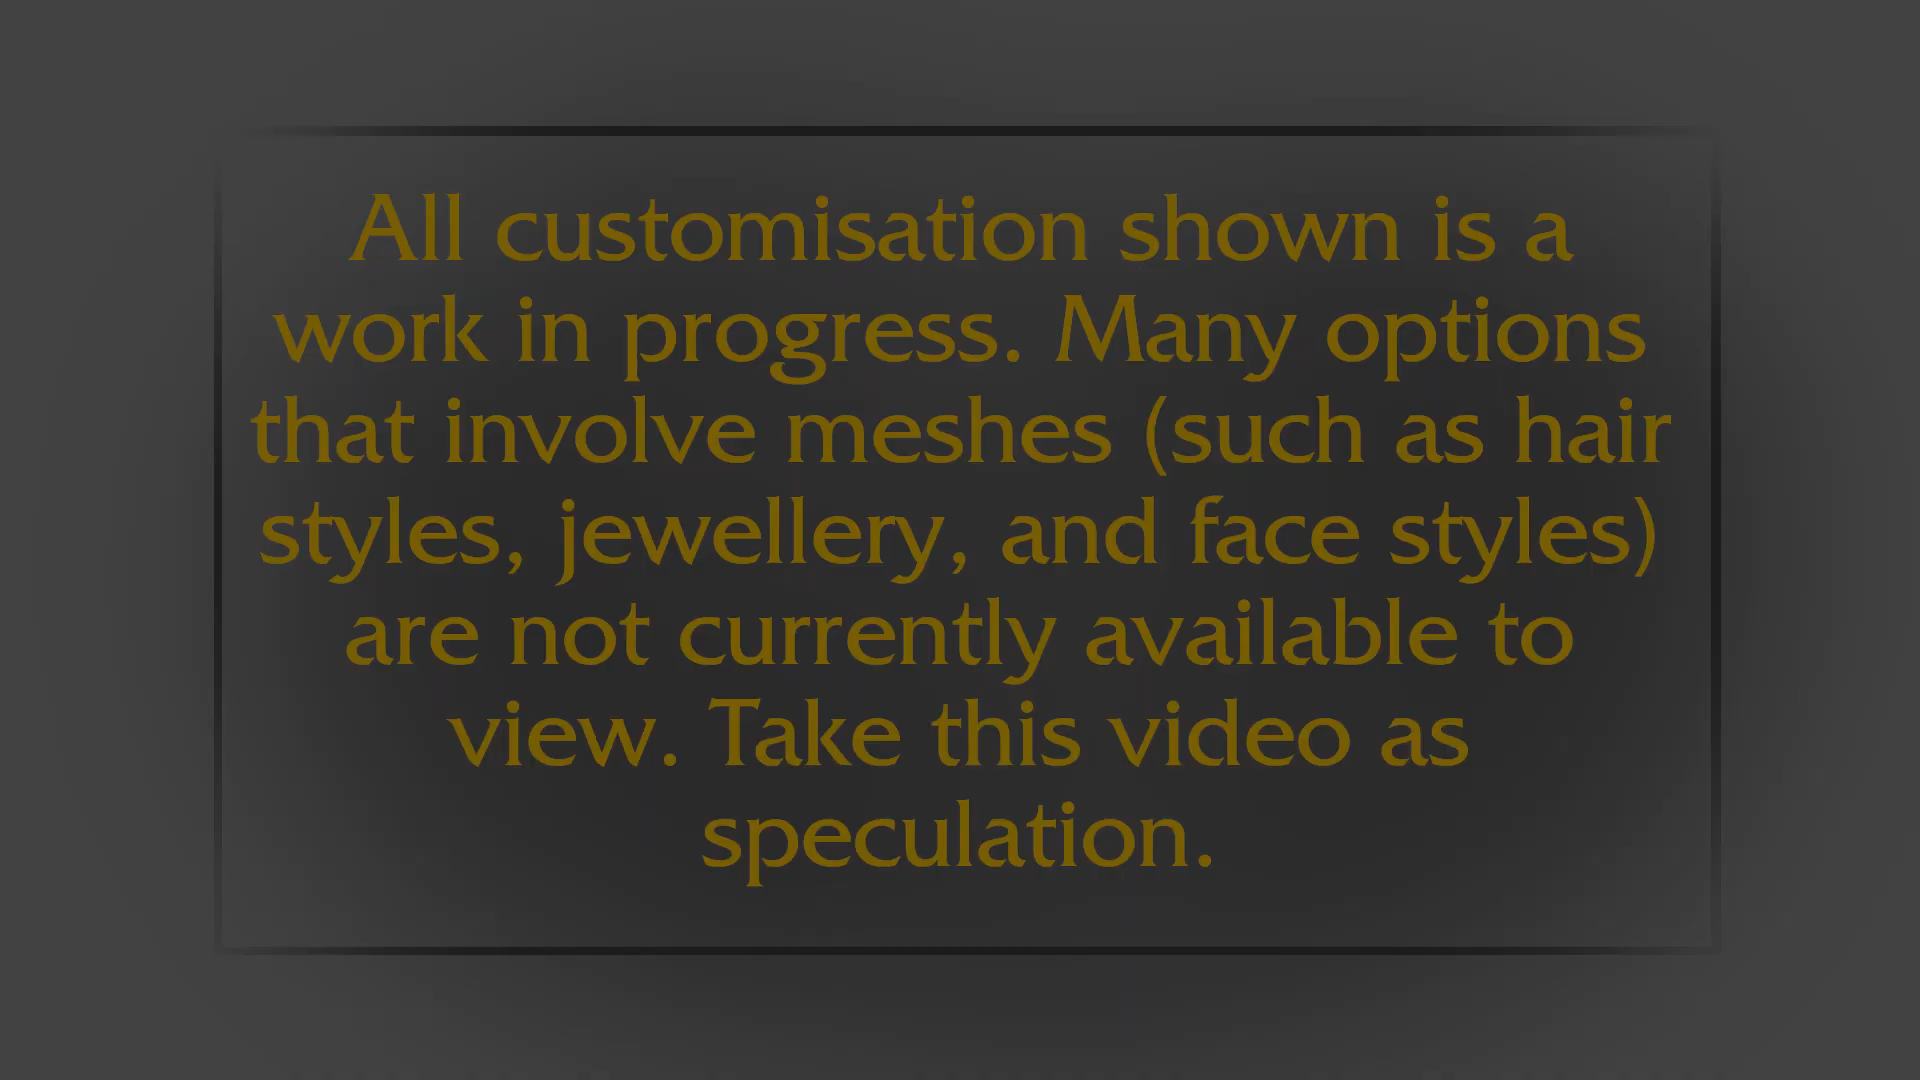 All customisation shown is a
work in progress. Many options
that involve meshes (such as hair
styles, jewellery, and face styles)
are not currently available to
view. Take this video as
speculation.